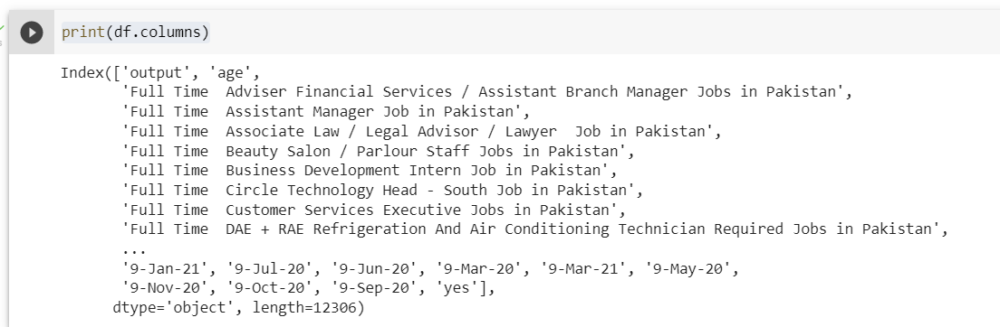 print(df.columns)
Index(['output', 'age',
'Full Time  Adviser Financial Services / Assistant Branch Manager Jobs in Pakistan',
'Full Time  Assistant Manager Job in Pakistan',
'Full Time  Associate Law / Legal Advisor / Lawyer  Job in Pakistan',
'Full Time  Beauty Salon / Parlour Staff Jobs in Pakistan',
'Full Time  Business Development Intern Job in Pakistan',
'Full Time  Circle Technology Head - South Job in Pakistan',
'Full Time  Customer Services Executive Jobs in Pakistan',
'Full Time  DAE + RAE Refrigeration And Air Conditioning Technician Required Jobs in Pakistan',
...
'9-Jan-21', '9-Jul-20', '9-Jun-20', '9-Mar-20', '9-Mar-21', '9-May-20',
'9-Nov-20', '9-Oct-20', '9-Sep-20', 'yes'],
dtype='object', length=12306)